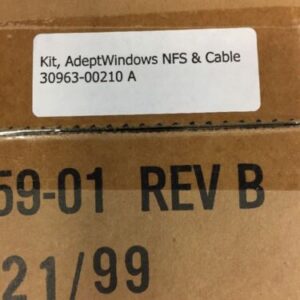 Kit, AdeptWindows NFS & Cable
30963-00210 A
59-01 REV B
21/99